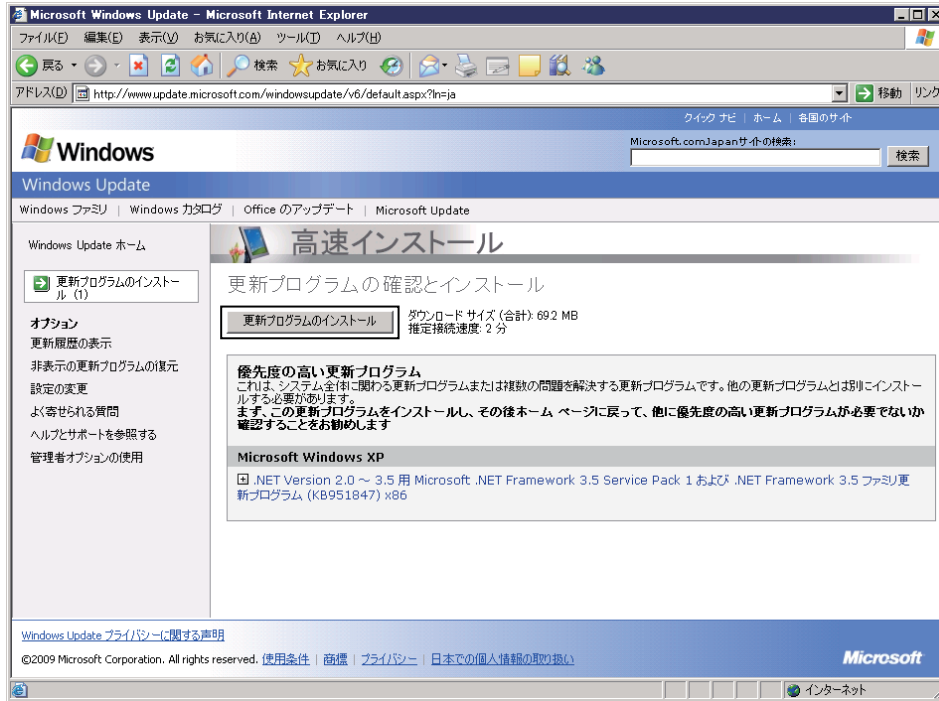 Microsoft Windows Update - Microsoft Internet Explorer
ファイル(F) 編集(E) 表示(V) お気に入り(A) ツール(T) ヘルプ(H)
戻る 検索 お気に入り
アドレス(D) http://www.update.microsoft.com/windowsupdate/v6/default.aspx?ln=ja 移動 リンク
クイック ナビ | ホーム | 各国のサイト
Windows
Microsoft.comJapanサイトの検索:
検索
Windows Update
Windows ファミリ | Windows カタログ | Office のアップデート | Microsoft Update
Windows Update ホーム
更新プログラムのインストー
ル (1)
オプション
更新履歴の表示
非表示の更新プログラムの復元
設定の変更
よく寄せられる質問
ヘルプとサポートを参照する
管理者オプションの使用
高速インストール
更新プログラムの確認とインストール
更新プログラムのインストール
ダウンロード サイズ (合計): 69.2 MB
推定接続速度: 2 分
優先度の高い更新プログラム
これは、システム全体に関わる更新プログラムまたは複数の問題を解決する更新プログラムです。他の更新プログラムとは別にインストー
ルする必要があります。
まず、この更新プログラムをインストールし、その後ホーム ページに戻って、他に優先度の高い更新プログラムが必要でないか
確認することをお勧めします
Microsoft Windows XP
.NET Version 2.0 ～ 3.5 用 Microsoft .NET Framework 3.5 Service Pack 1 および .NET Framework 3.5 ファミリ更
新プログラム (KB951847) x86
Windows Update プライバシーに関する声明
©2009 Microsoft Corporation. All rights reserved. 使用条件 | 商標 | プライバシー | 日本での個人情報の取り扱い
Microsoft
インターネット